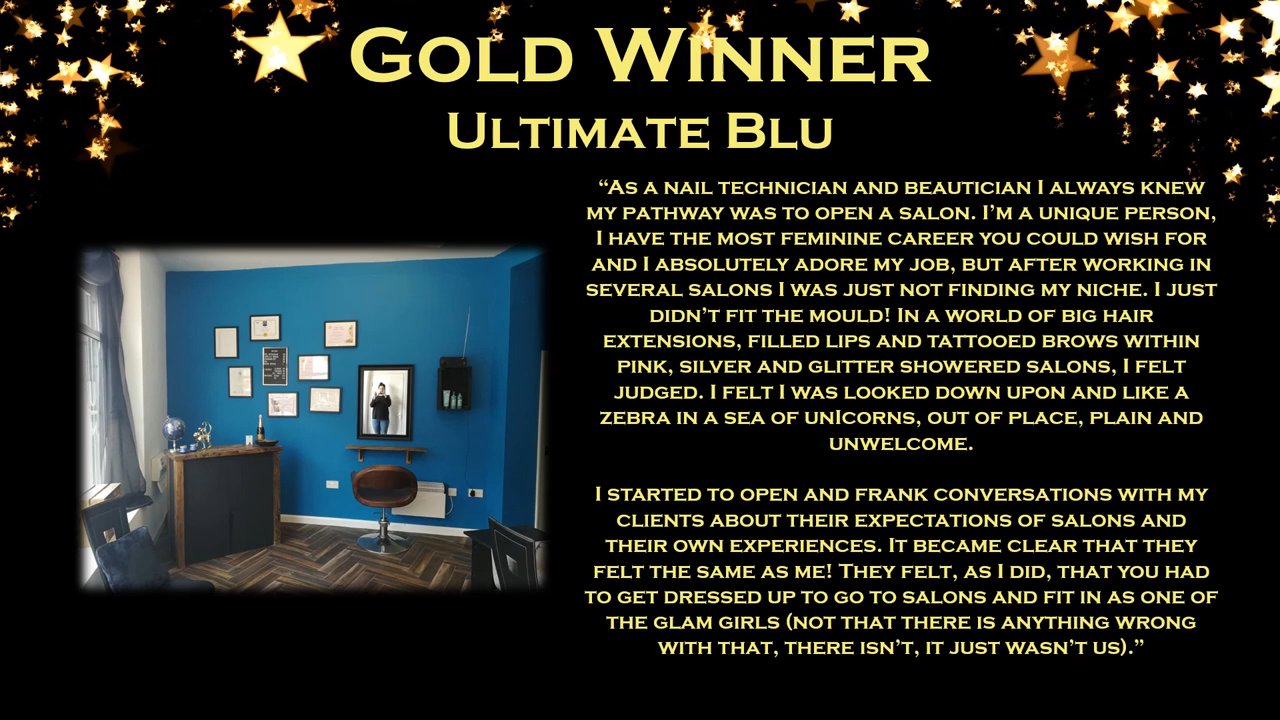 Gold Winner
Ultimate Blu
“As a nail technician and beautician I always knew
my pathway was to open a salon. I’m a unique person,
I have the most feminine career you could wish for
and I absolutely adore my job, but after working in
several salons I was just not finding my niche. I just
didn’t fit the mould! In a world of big hair
extensions, filled lips and tattooed brows within
pink, silver and glitter showered salons, I felt
judged. I felt I was looked down upon and like a
zebra in a sea of unIcorns, out of place, plain and
unwelcome.
I started to open and frank conversations with my
clients about their expectations of salons and
their own experiences. It became clear that they
felt the same as me! They felt, as I did, that you had
to get dressed up to go to salons and fit in as one of
the glam girls (not that there is anything wrong
with that, there isn’t, it just wasn’t us).”